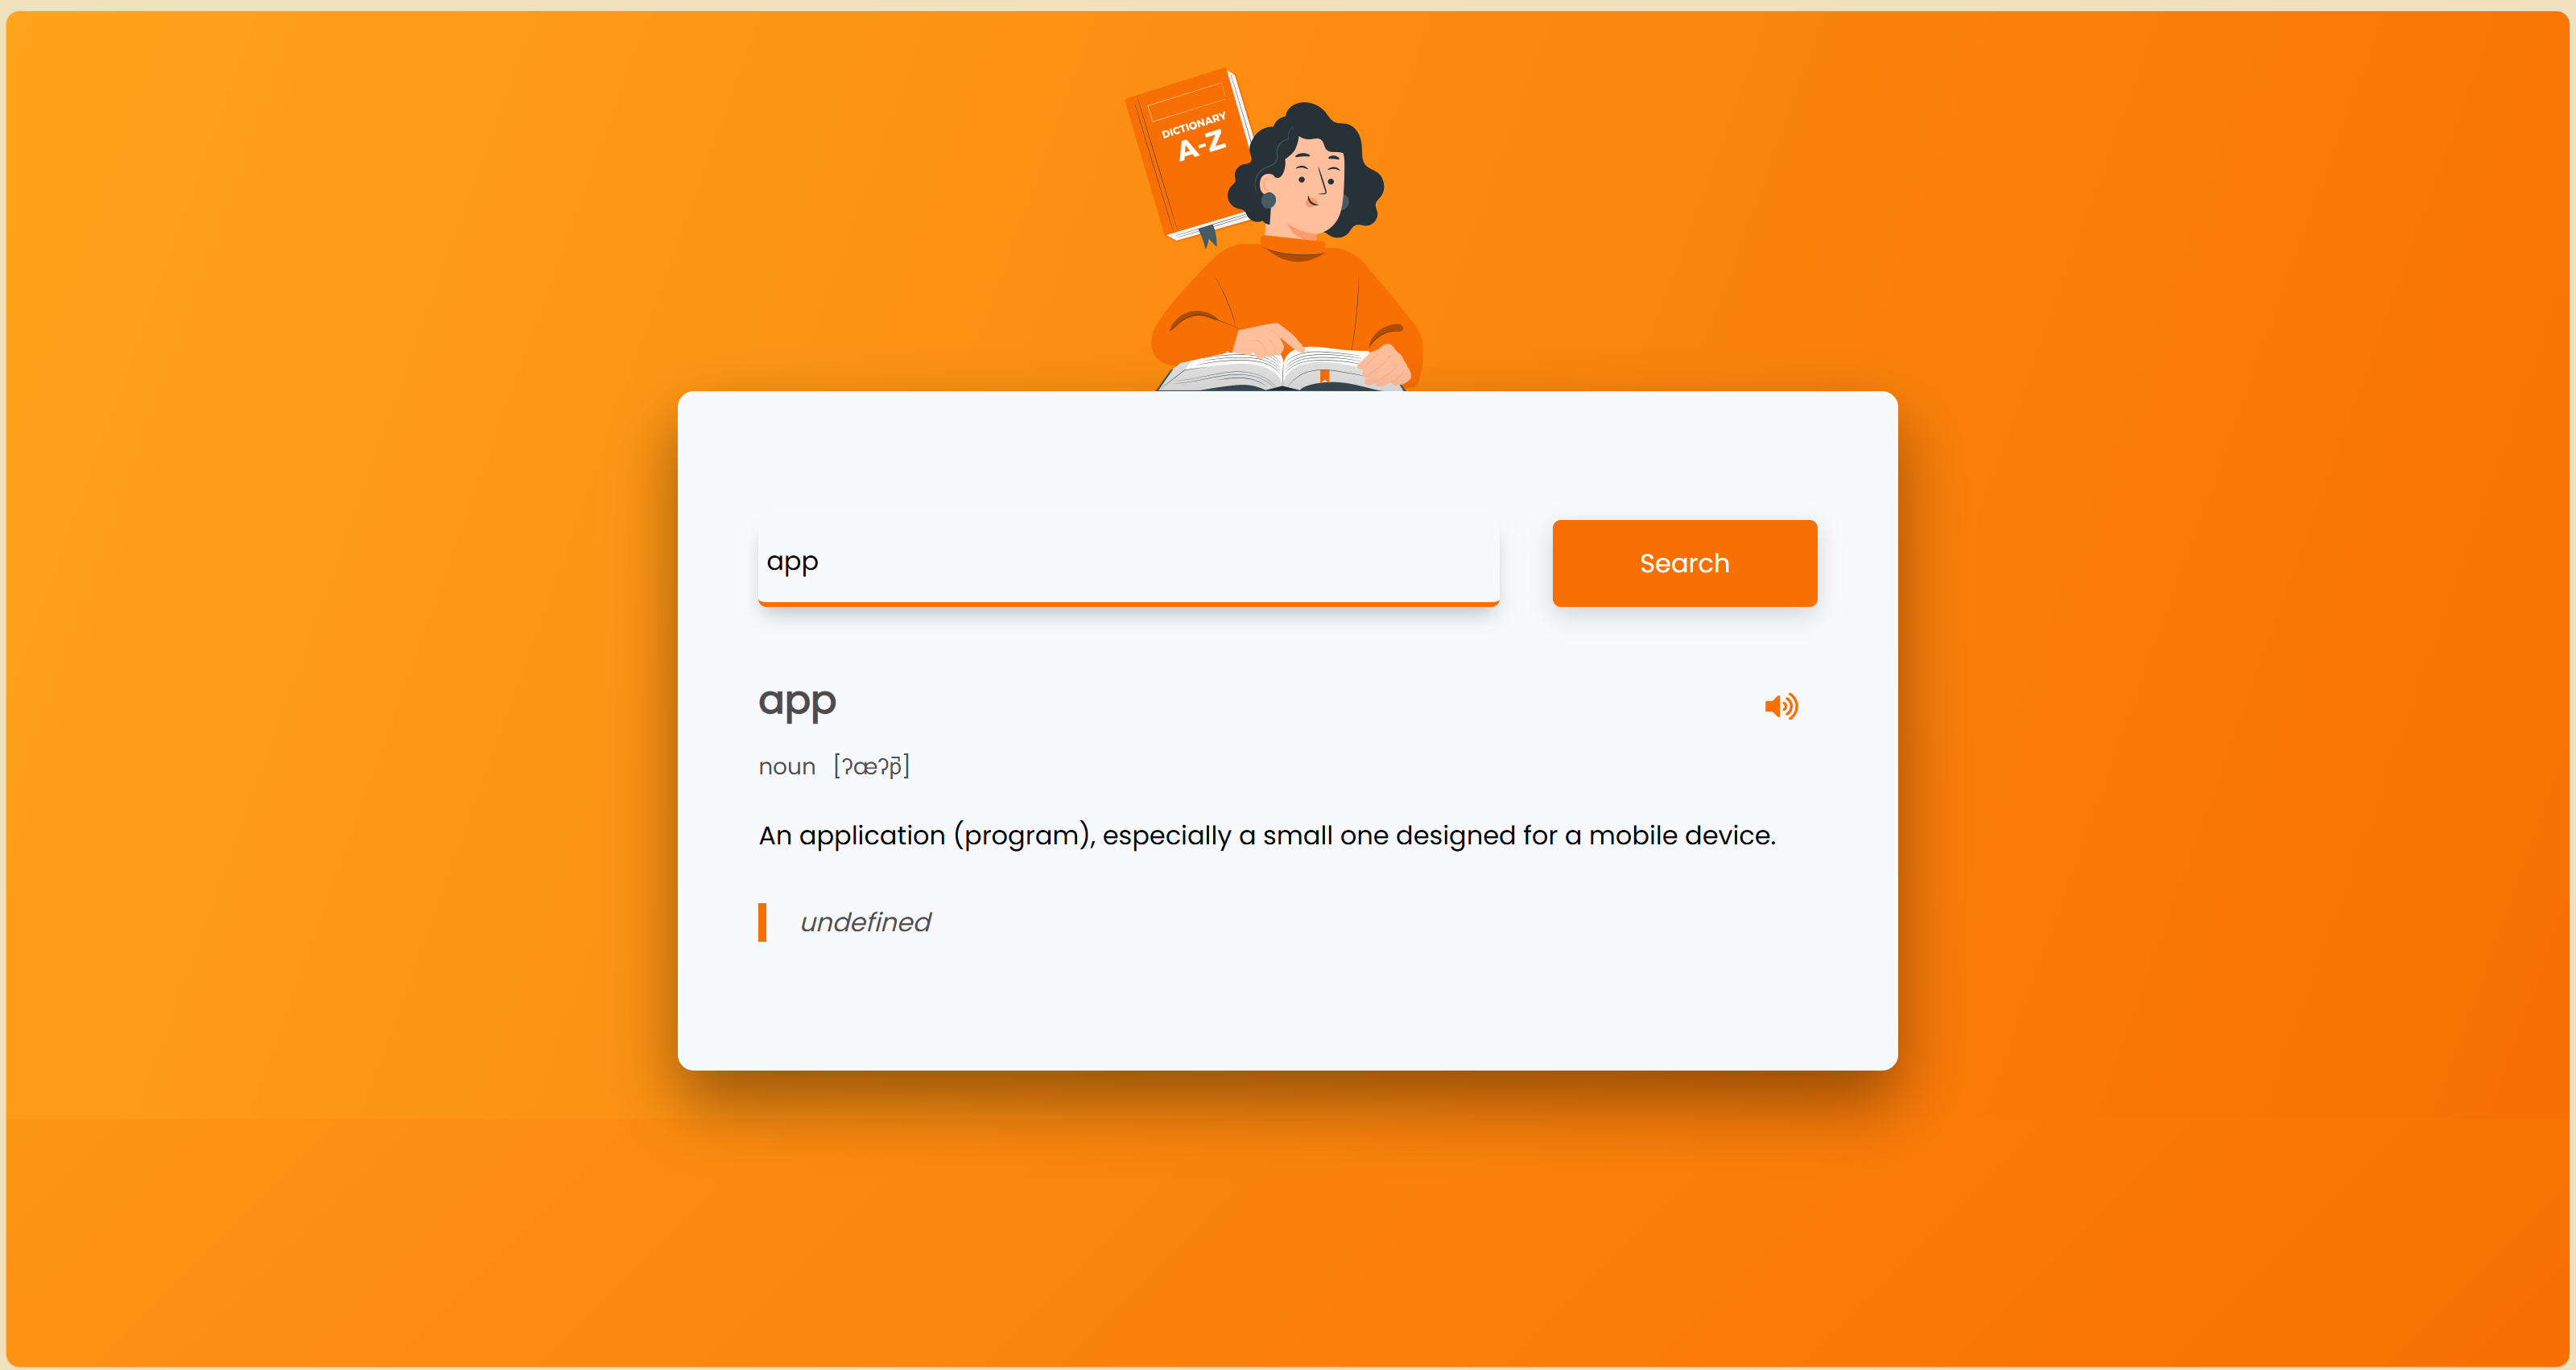 DICTIONARY
A-Z
app
Search
app
noun [ʔæʔp̚]
An application (program), especially a small one designed for a mobile device.
undefined